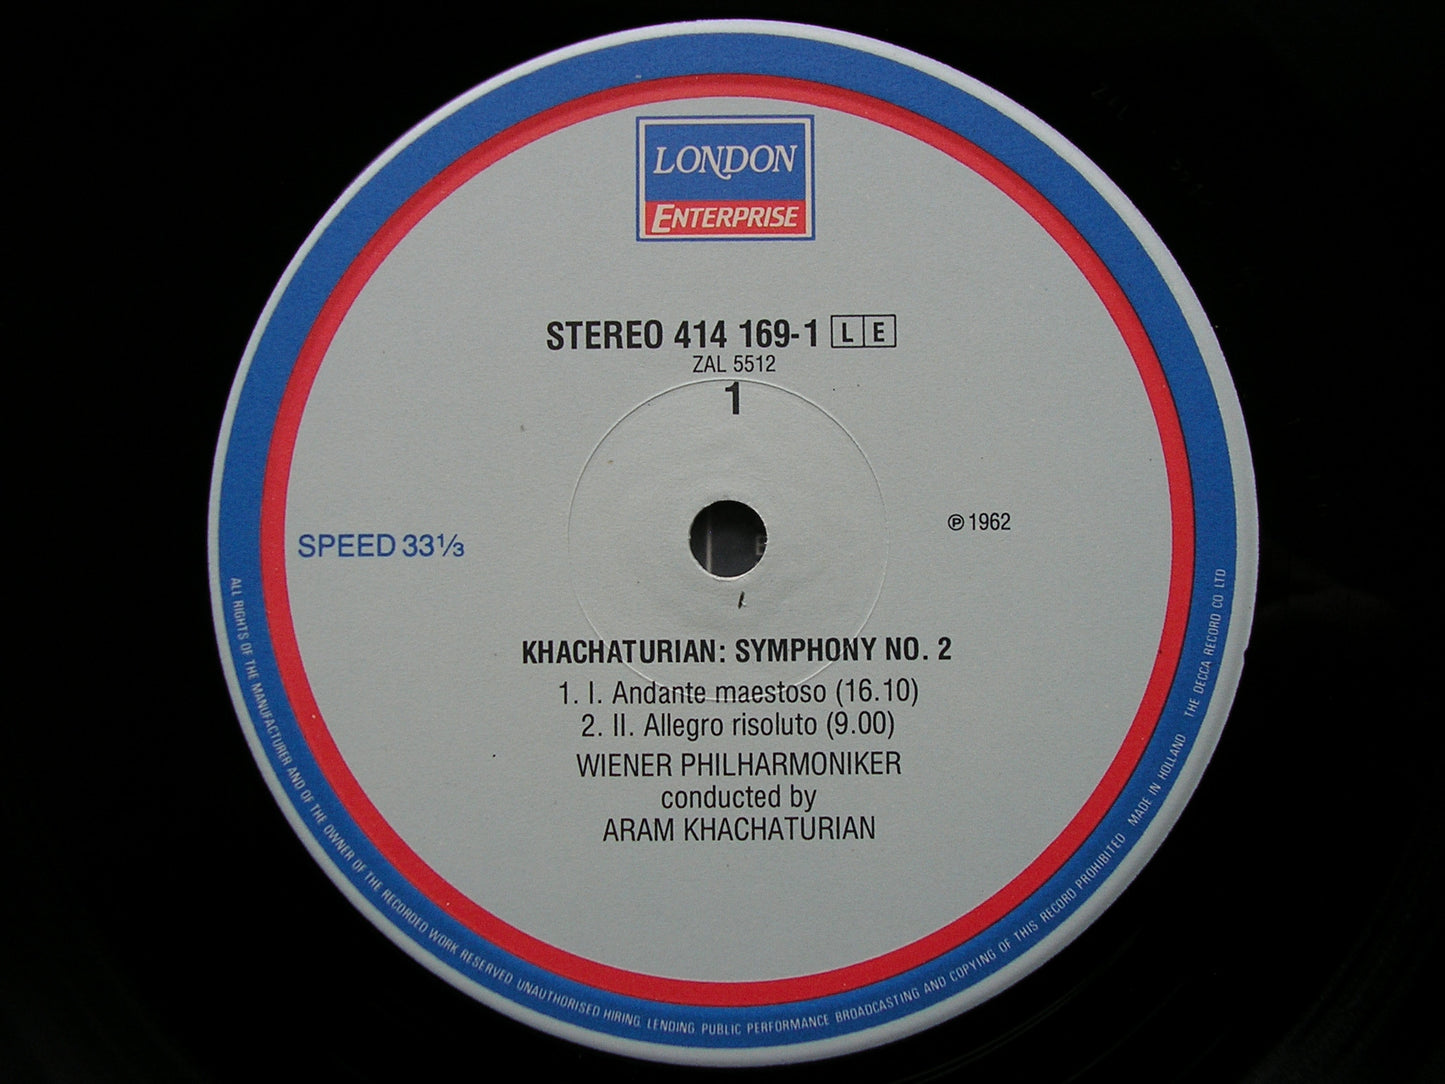 LONDON
ENTERPRISE
STEREO 414 169-1 L E
ZAL 5512
1
SPEED 33⅓
℗ 1962
KHACHATURIAN: SYMPHONY NO. 2
1. I. Andante maestoso (16.10)
2. II. Allegro risoluto (9.00)
WIENER PHILHARMONIKER
conducted by
ARAM KHACHATURIAN
ALL RIGHTS OF THE MANUFACTURER AND OF THE OWNER OF THE RECORDED WORK RESERVED UNAUTHORISED HIRING. LENDING PUBLIC PERFORMANCE BROADCASTING AND COPYING OF THIS RECORD PROHIBITED MADE IN HOLLAND THE DECCA RECORD CO LTD